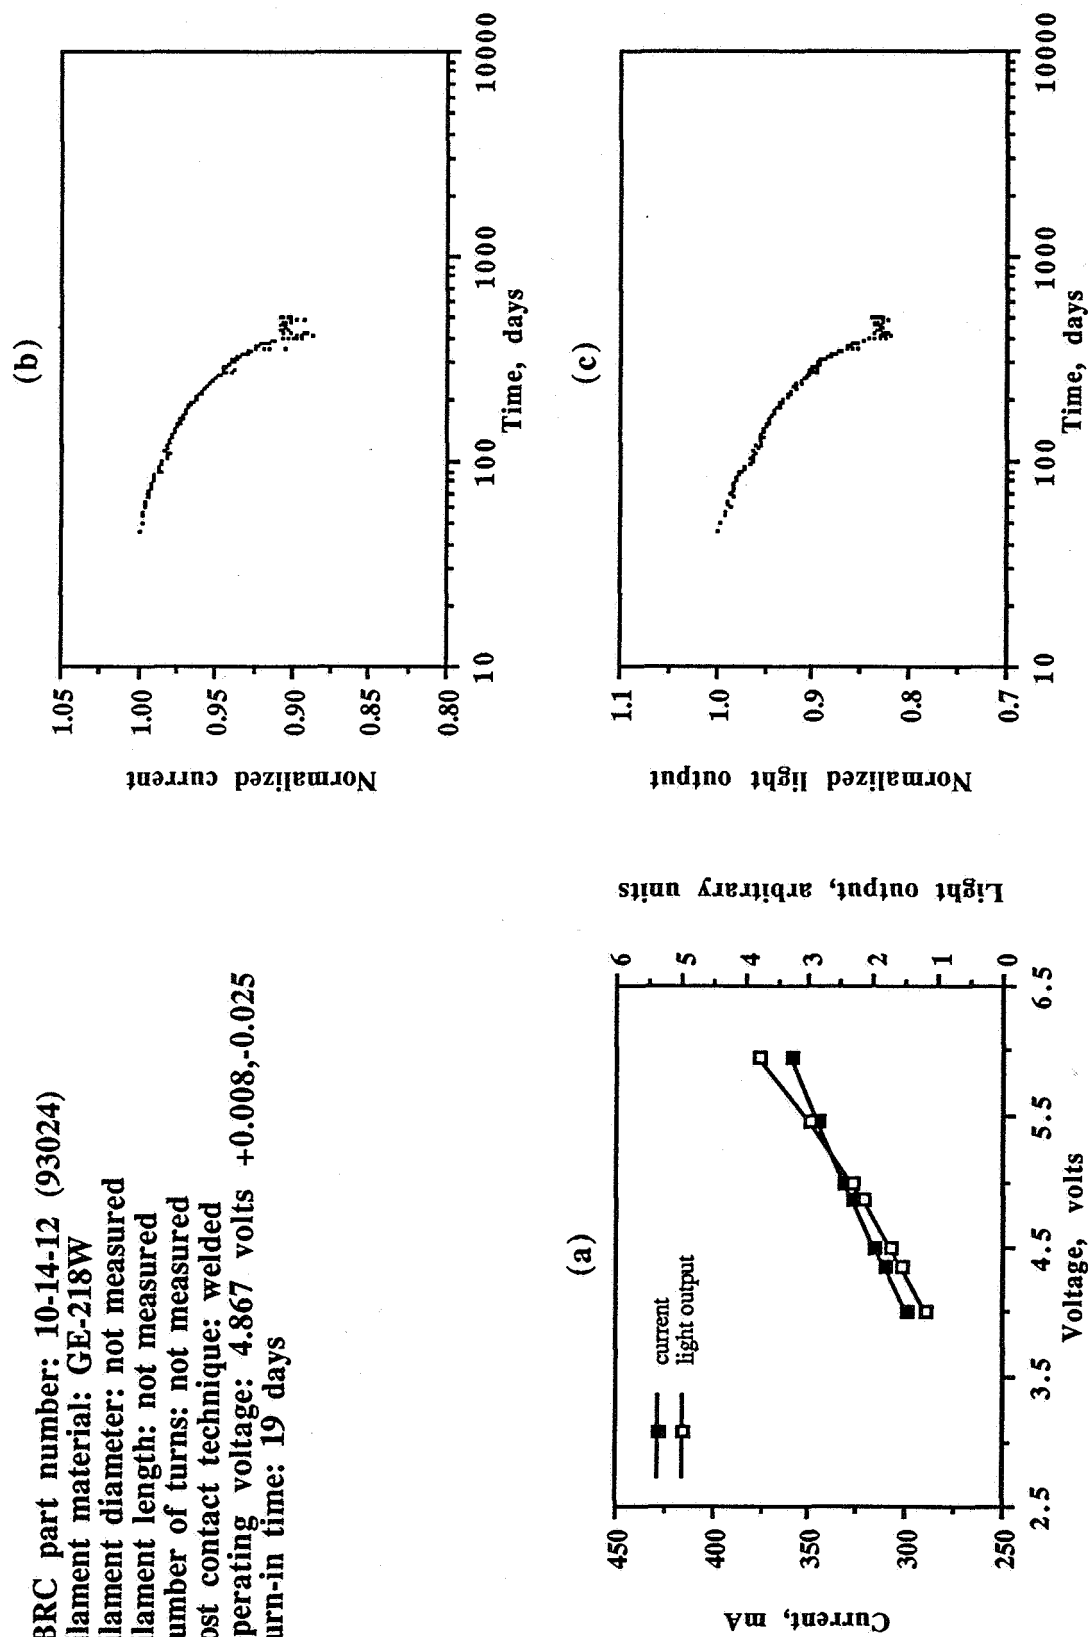 BRC part number: 10-14-12 (93024)
lament material: GE-218W
lament diameter: not measured
lament length: not measured
umber of turns: not measured
ost contact technique: welded
perating voltage: 4.867 volts +0.008,-0.025
urn-in time: 19 days
(a)
current
light output
450
400
350
300
250
Current, mA
6
5
4
3
2
1
0
Light output, arbitrary units
2.5
3.5
4.5
5.5
6.5
Voltage, volts
(b)
1.05
1.00
0.95
0.90
0.85
0.80
Normalized current
10
100
1000
10000
Time, days
(c)
1.1
1.0
0.9
0.8
0.7
Normalized light output
10
100
1000
10000
Time, days